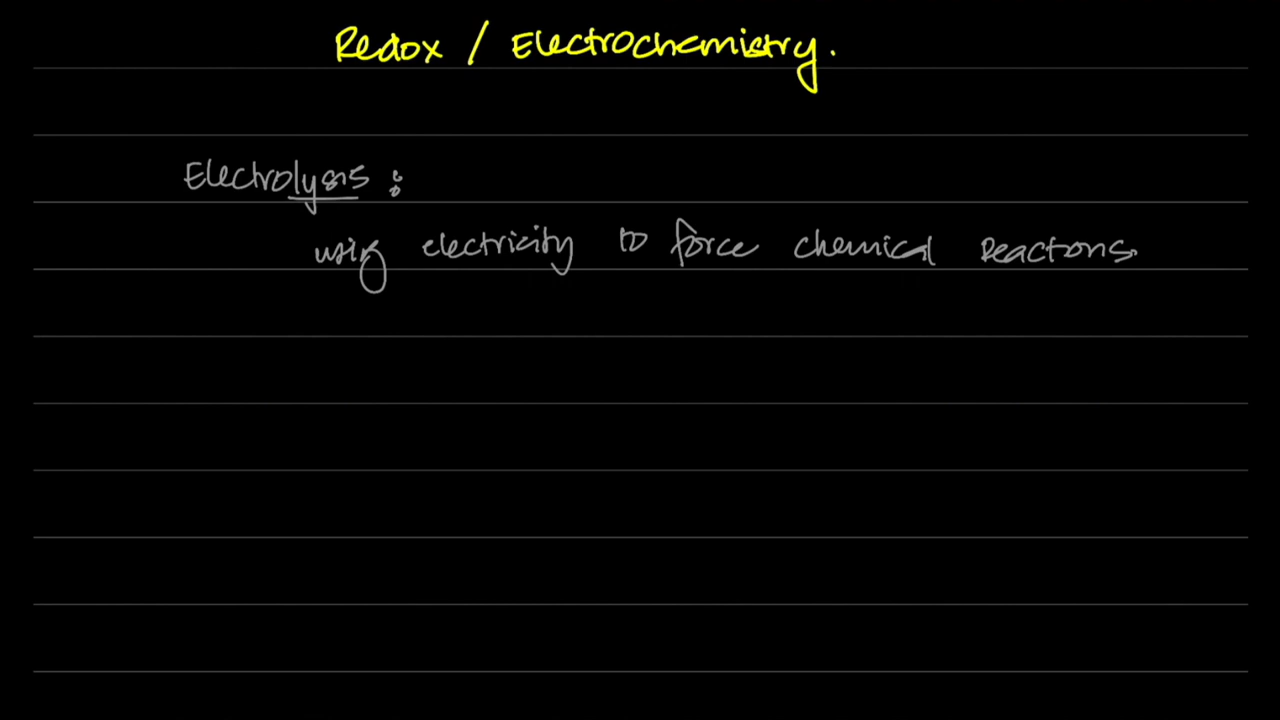 Redox / Electrochemistry.
Electrolysis :
using electricity to force chemical Reactions.